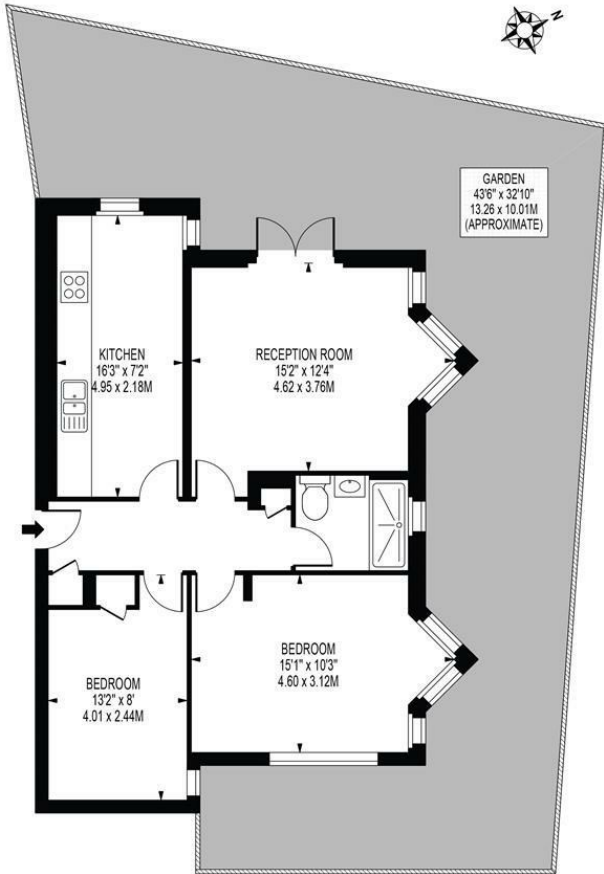 N
GARDEN
43'6" x 32'10"
13.26 x 10.01M
(APPROXIMATE)
KITCHEN
16'3" x 7'2"
4.95 x 2.18M
RECEPTION ROOM
15'2" x 12'4"
4.62 x 3.76M
BEDROOM
15'1" x 10'3"
4.60 x 3.12M
BEDROOM
13'2" x 8'
4.01 x 2.44M